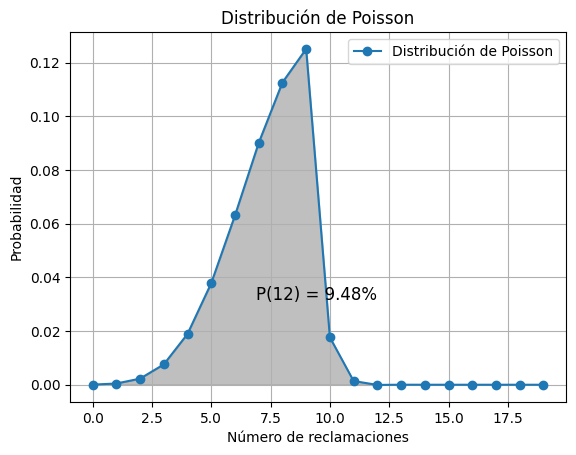 Distribución de Poisson
Distribución de Poisson
0.12
0.10
0.08
0.06
0.04
0.02
0.00
Probabilidad
P(12) = 9.48%
0.0 2.5 5.0 7.5 10.0 12.5 15.0 17.5
Número de reclamaciones